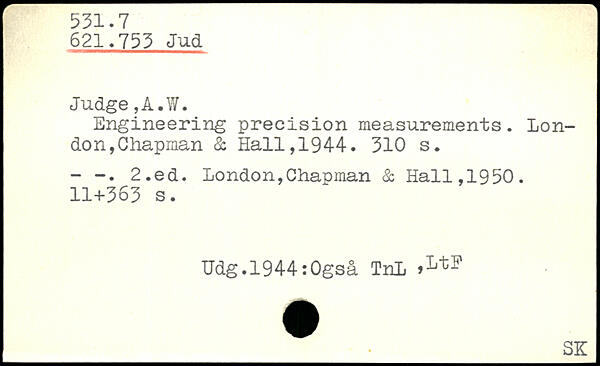 531.7
621.753 Jud
Judge,A.W.
Engineering precision measurements. Lon-
don,Chapman & Hall,1944. 310 s.
- -. 2.ed. London,Chapman & Hall,1950.
11+363 s.
Udg.1944:Også TnL ,LtF
SK